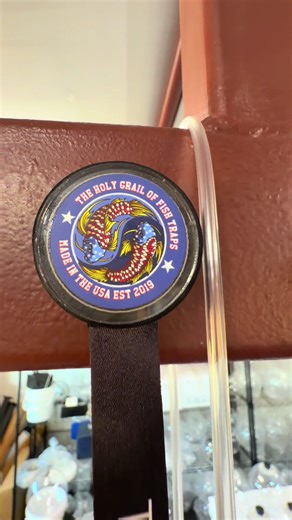 THE HOLY GRAIL OF FISH TRAPS
MADE IN THE USA EST 2019